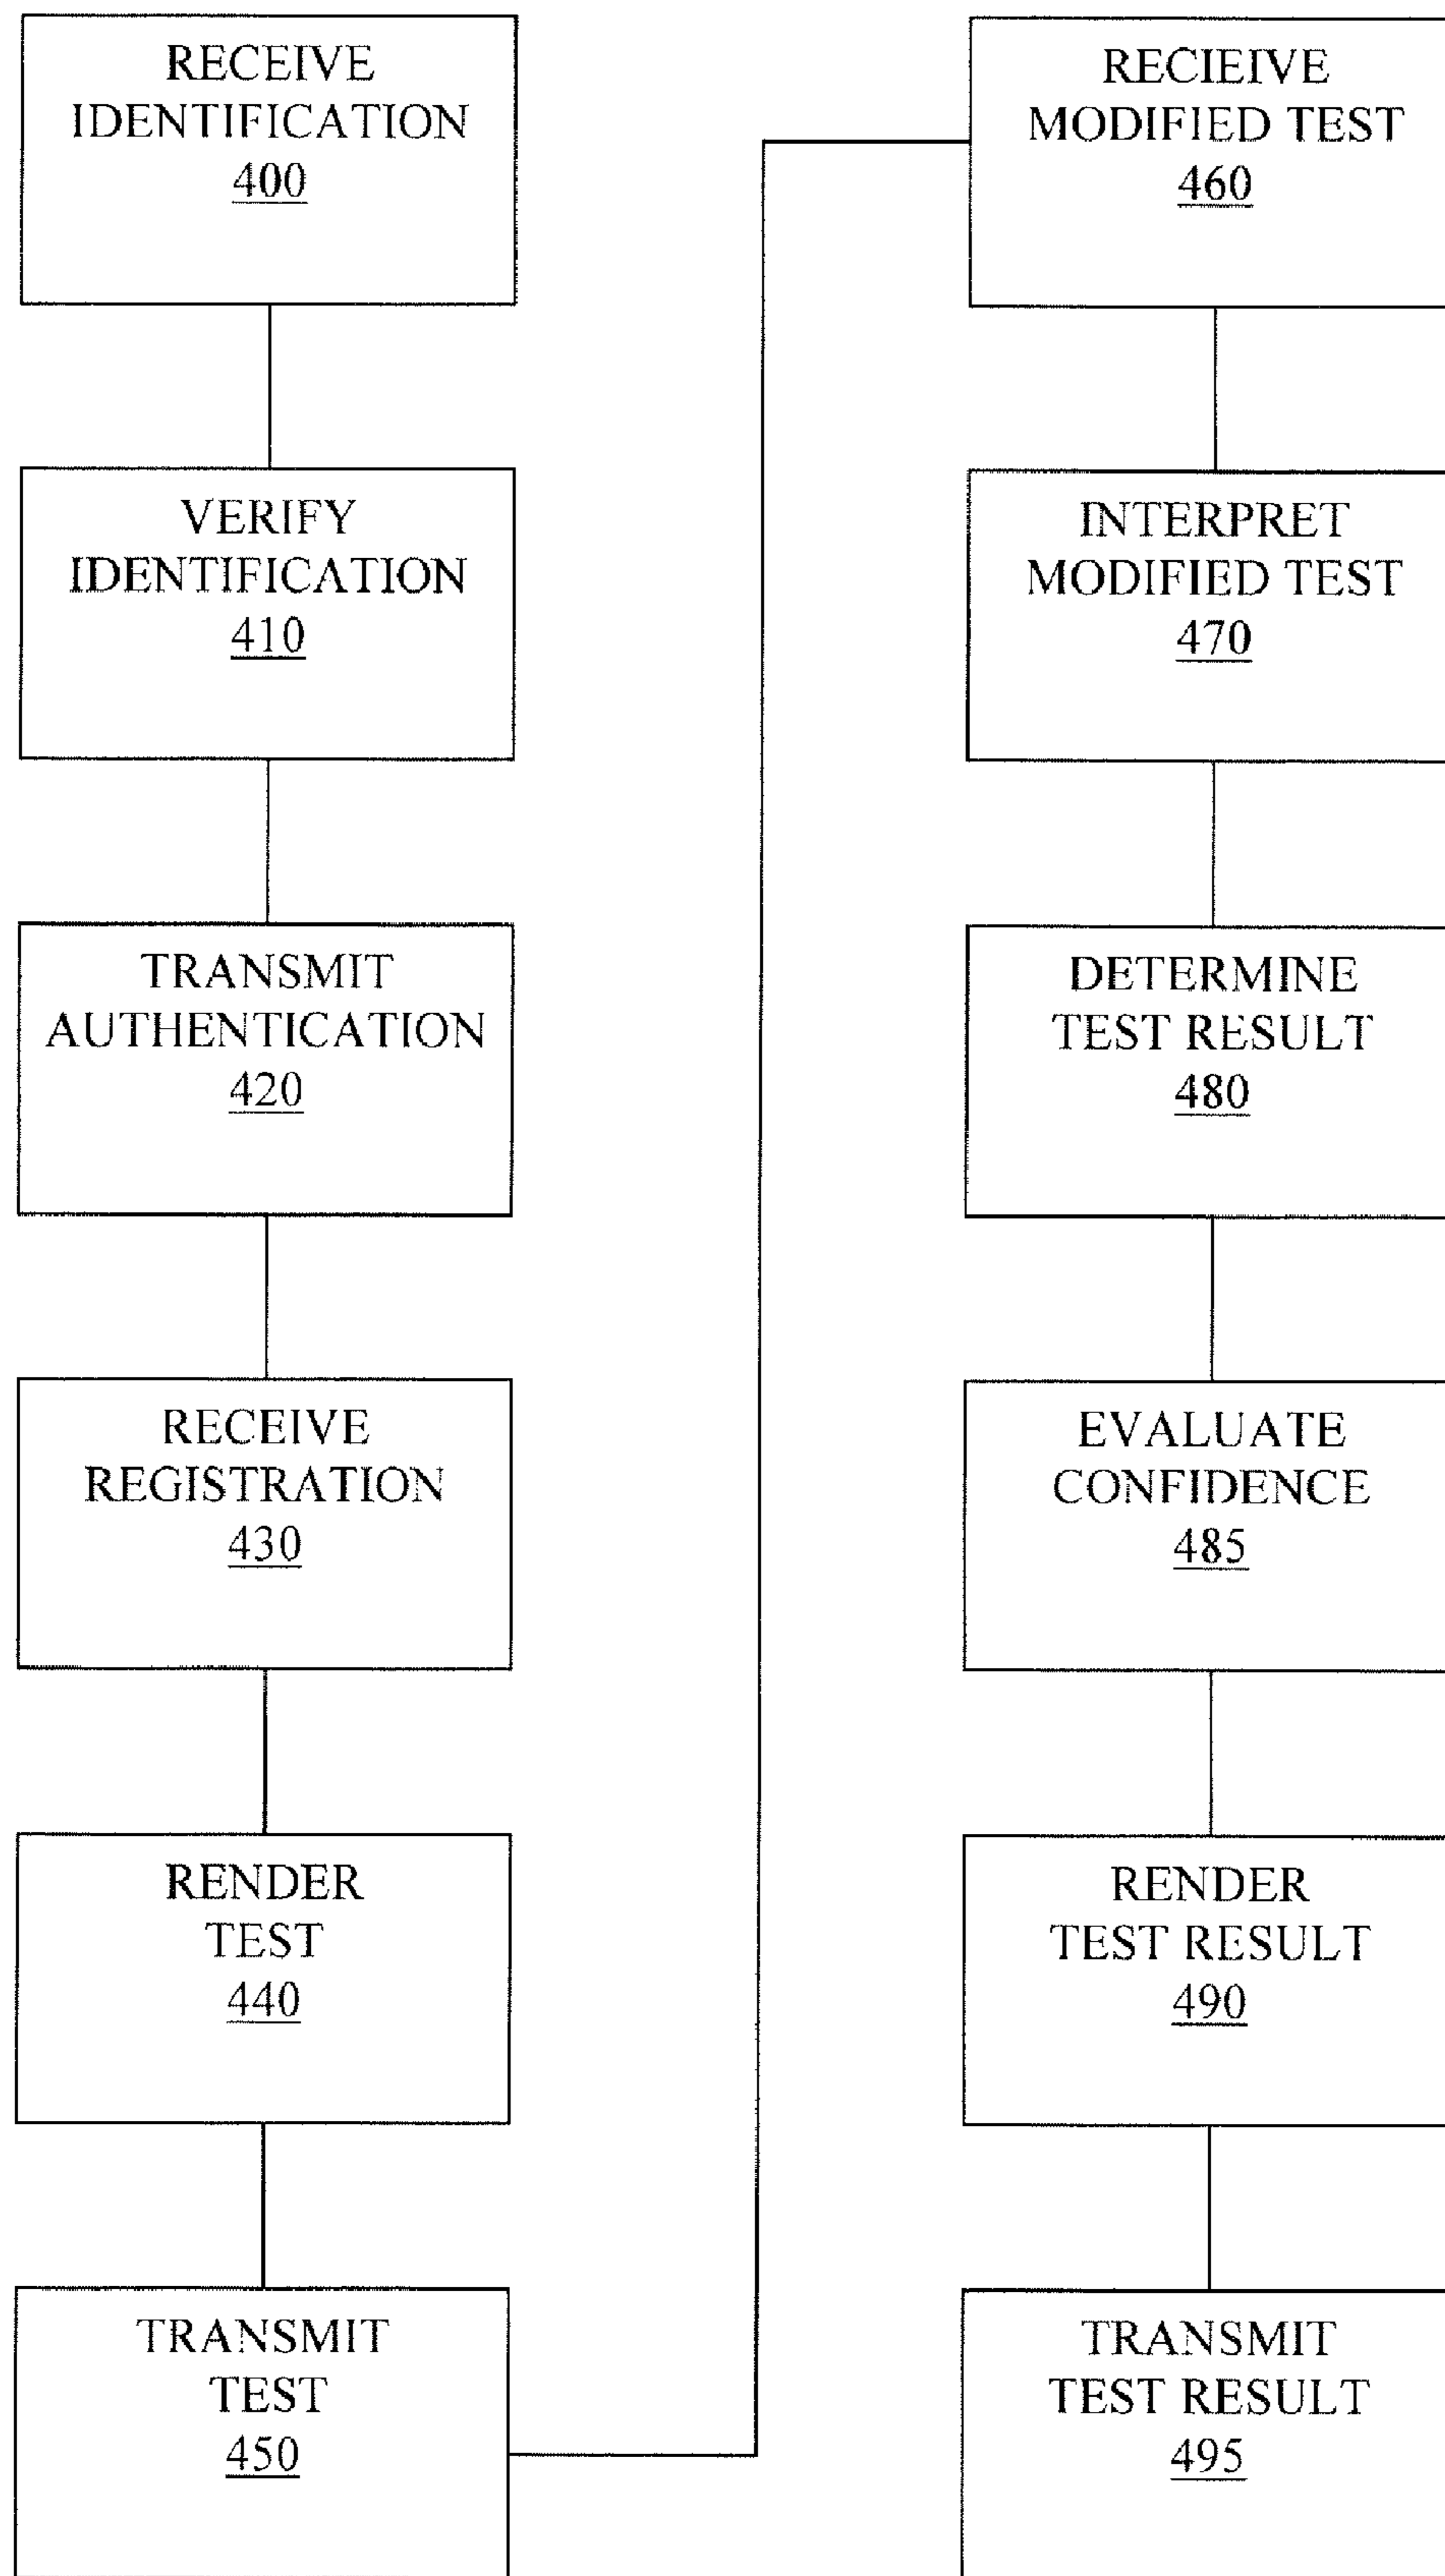 RECEIVE
IDENTIFICATION
400
VERIFY
IDENTIFICATION
410
TRANSMIT
AUTHENTICATION
420
RECEIVE
REGISTRATION
430
RENDER
TEST
440
TRANSMIT
TEST
450
RECIEIVE
MODIFIED TEST
460
INTERPRET
MODIFIED TEST
470
DETERMINE
TEST RESULT
480
EVALUATE
CONFIDENCE
485
RENDER
TEST RESULT
490
TRANSMIT
TEST RESULT
495